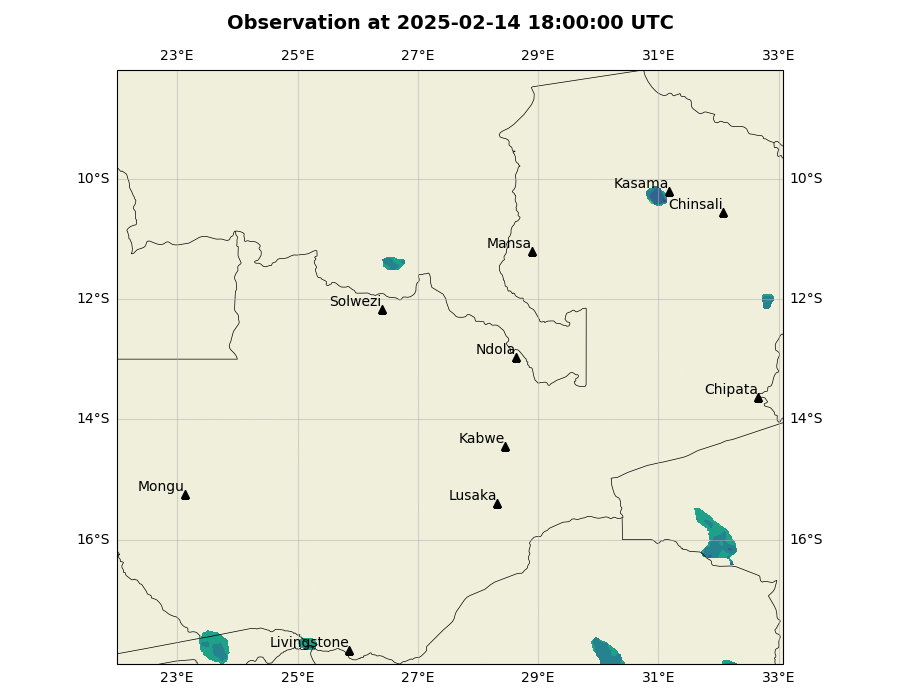 Observation at 2025-02-14 18:00:00 UTC
23°E 25°E 27°E 29°E 31°E 33°E
10°S 10°S
Kasama
Chinsali
Mansa
12°S 12°S
Solwezi
Ndola
Chipata
14°S 14°S
Kabwe
Mongu
Lusaka
16°S 16°S
Livingstone
23°E 25°E 27°E 29°E 31°E 33°E